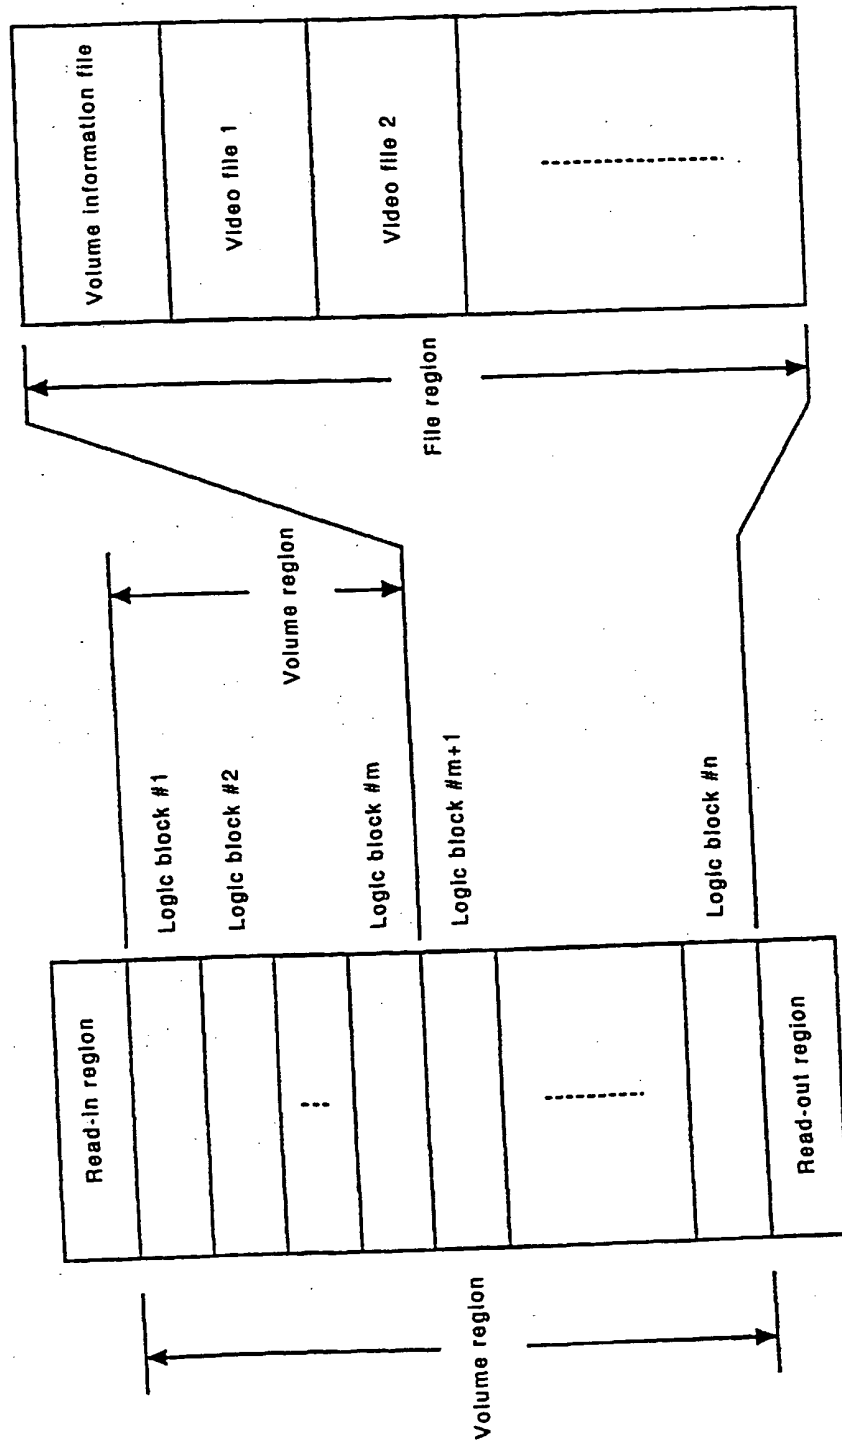 Volume region
Read-in region
Read-out region
Logic block #1
Logic block #2
Logic block #m
Logic block #m+1
Logic block #n
Volume region
File region
Volume information file
Video file 1
Video file 2